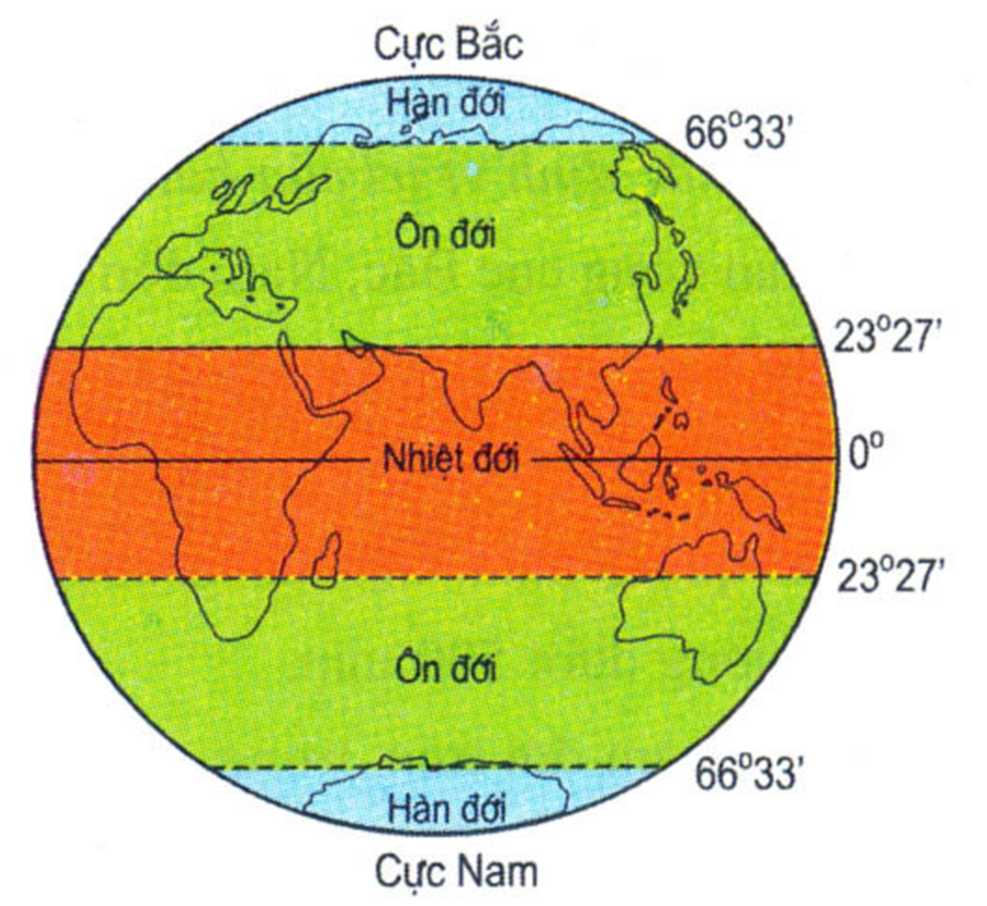 Cực Bắc
Hàn đới
66°33'
Ôn đới
23°27'
Nhiệt đới
0°
23°27'
Ôn đới
66°33'
Hàn đới
Cực Nam